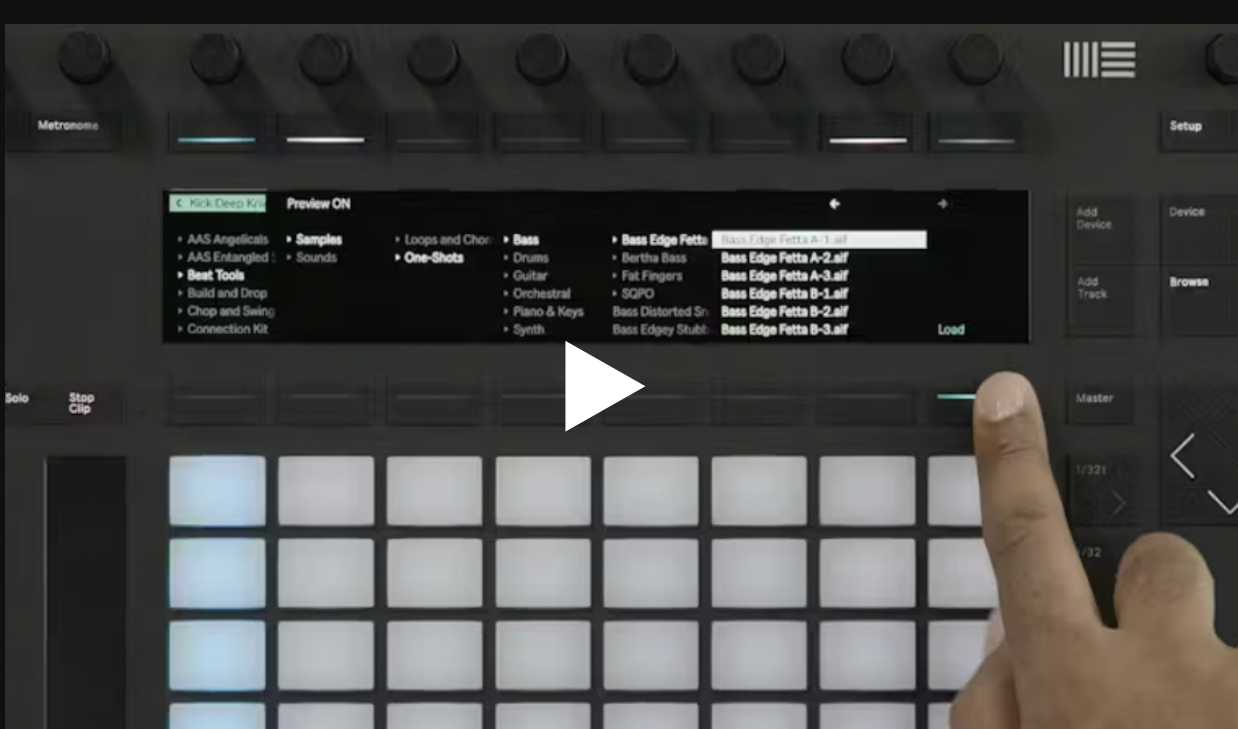 Metronome
Setup
< Kick Deep
Preview ON
Add
Device
Device
AAS Angelicals
Samples
Loops and Chor
Bass
Bass Edge Fetta
Bass Edge Fetta A-1.aif
AAS Entangled
Sounds
One-Shots
Drums
Bertha Bass
Bass Edge Fetta A-2.aif
Beat Tools
Guitar
Fat Fingers
Bass Edge Fetta A-3.aif
Add
Track
Browse
Build and Drop
Orchestral
SQPO
Bass Edge Fetta B-1.aif
Chop and Swing
Piano & Keys
Bass Distorted Sn
Bass Edge Fetta B-2.aif
Connection Kit
Synth
Bass Edgey Stubb
Bass Edge Fetta B-3.aif
Load
Solo
Stop
Clip
Master
1/32t
1/32